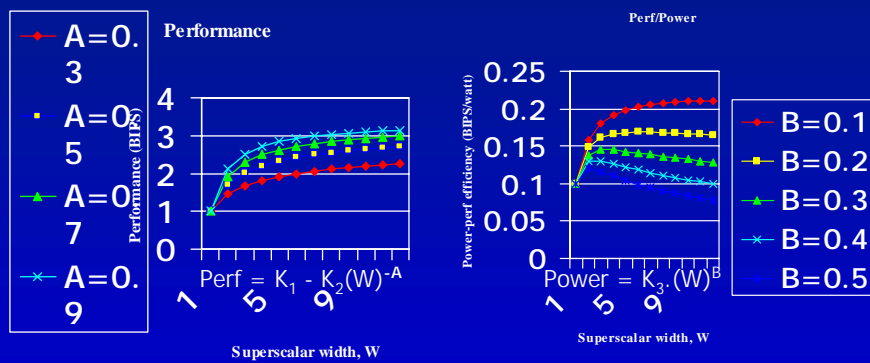 A=0.
3
A=0.
5
A=0.
7
A=0.
9
Performance
Performance (BIPS)
4
3
2
1
0
Perf = K1 - K2(W)-A
1
5
9
Superscalar width, W
Perf/Power
Power-perf efficiency (BIPS/watt)
0.25
0.2
0.15
0.1
0.05
0
Power = K3.(W)B
1
5
9
Superscalar width, W
B=0.1
B=0.2
B=0.3
B=0.4
B=0.5